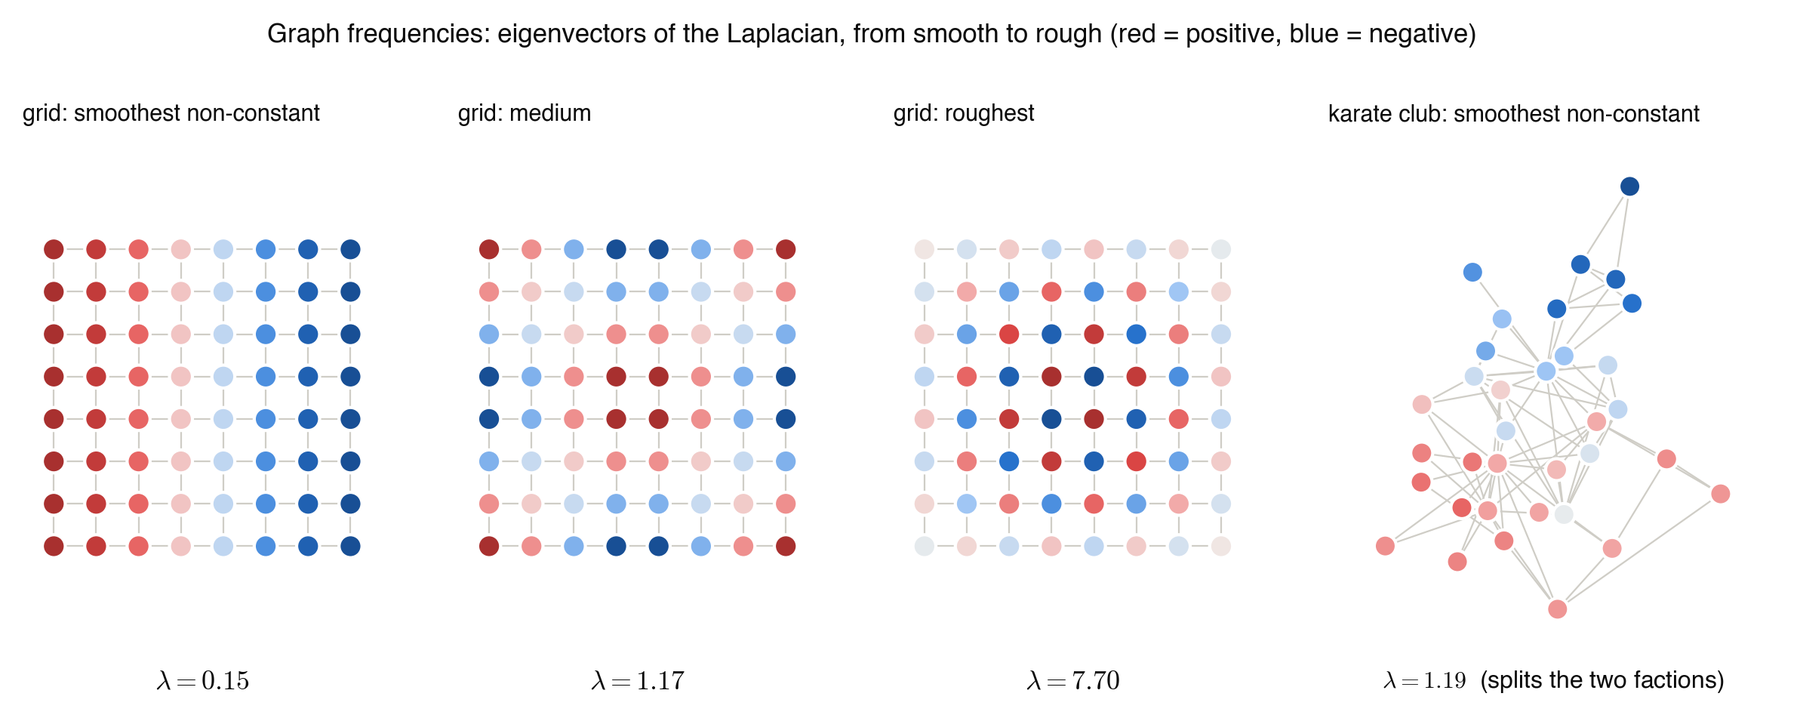 Graph frequencies: eigenvectors of the Laplacian, from smooth to rough (red = positive, blue = negative)
grid: smoothest non-constant
grid: medium
grid: roughest
karate club: smoothest non-constant
λ = 0.15
λ = 1.17
λ = 7.70
λ = 1.19 (splits the two factions)